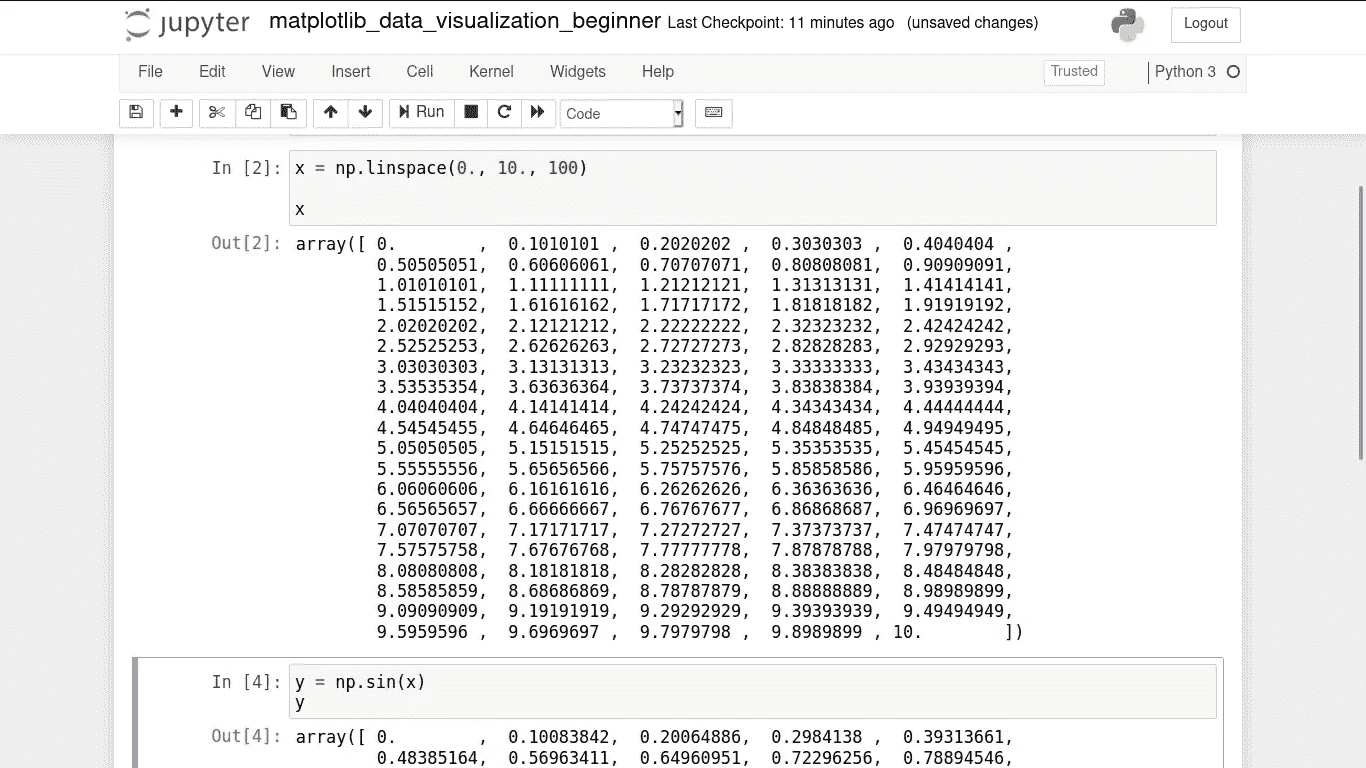 jupyter matplotlib_data_visualization_beginner Last Checkpoint: 11 minutes ago (unsaved changes) Logout
File Edit View Insert Cell Kernel Widgets Help Trusted Python 3
Run Code
In [2]: x = np.linspace(0., 10., 100)
x
Out[2]: array([ 0. , 0.1010101 , 0.2020202 , 0.3030303 , 0.4040404 ,
0.50505051, 0.60606061, 0.70707071, 0.80808081, 0.90909091,
1.01010101, 1.11111111, 1.21212121, 1.31313131, 1.41414141,
1.51515152, 1.61616162, 1.71717172, 1.81818182, 1.91919192,
2.02020202, 2.12121212, 2.22222222, 2.32323232, 2.42424242,
2.52525253, 2.62626263, 2.72727273, 2.82828283, 2.92929293,
3.03030303, 3.13131313, 3.23232323, 3.33333333, 3.43434343,
3.53535354, 3.63636364, 3.73737374, 3.83838384, 3.93939394,
4.04040404, 4.14141414, 4.24242424, 4.34343434, 4.44444444,
4.54545455, 4.64646465, 4.74747475, 4.84848485, 4.94949495,
5.05050505, 5.15151515, 5.25252525, 5.35353535, 5.45454545,
5.55555556, 5.65656566, 5.75757576, 5.85858586, 5.95959596,
6.06060606, 6.16161616, 6.26262626, 6.36363636, 6.46464646,
6.56565657, 6.66666667, 6.76767677, 6.86868687, 6.96969697,
7.07070707, 7.17171717, 7.27272727, 7.37373737, 7.47474747,
7.57575758, 7.67676768, 7.77777778, 7.87878788, 7.97979798,
8.08080808, 8.18181818, 8.28282828, 8.38383838, 8.48484848,
8.58585859, 8.68686869, 8.78787879, 8.88888889, 8.98989899,
9.09090909, 9.19191919, 9.29292929, 9.39393939, 9.49494949,
9.5959596 , 9.6969697 , 9.7979798 , 9.8989899 , 10. ])
In [4]: y = np.sin(x)
y
Out[4]: array([ 0. , 0.10083842, 0.20064886, 0.2984138 , 0.39313661,
0.48385164, 0.56963411, 0.64960951, 0.72296256, 0.78894546,